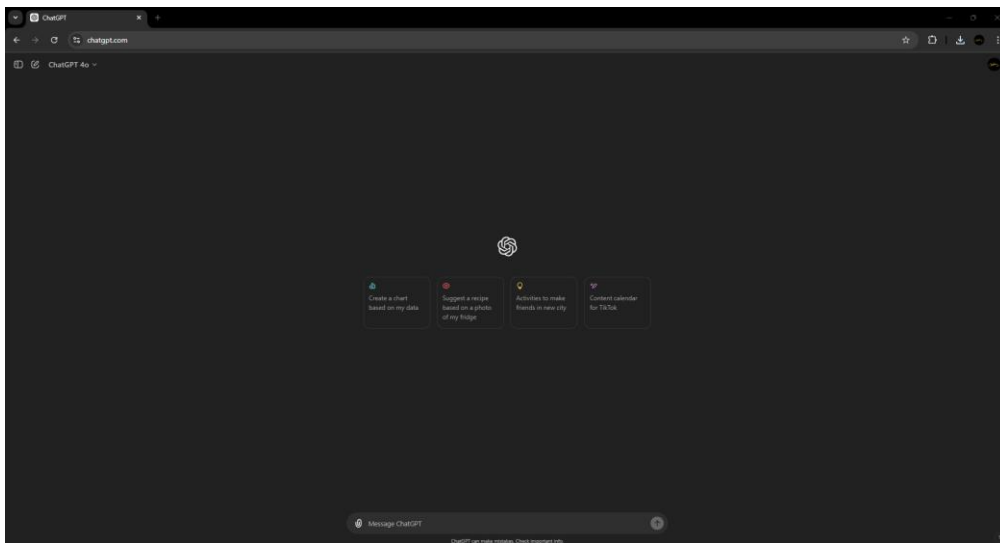 ChatGPT
chatgpt.com
ChatGPT 4o
Create a chart
based on my data
Suggest a recipe
based on a photo
of my fridge
Activities to make
friends in new city
Content calendar
for TikTok
Message ChatGPT
ChatGPT can make mistakes. Check important info.